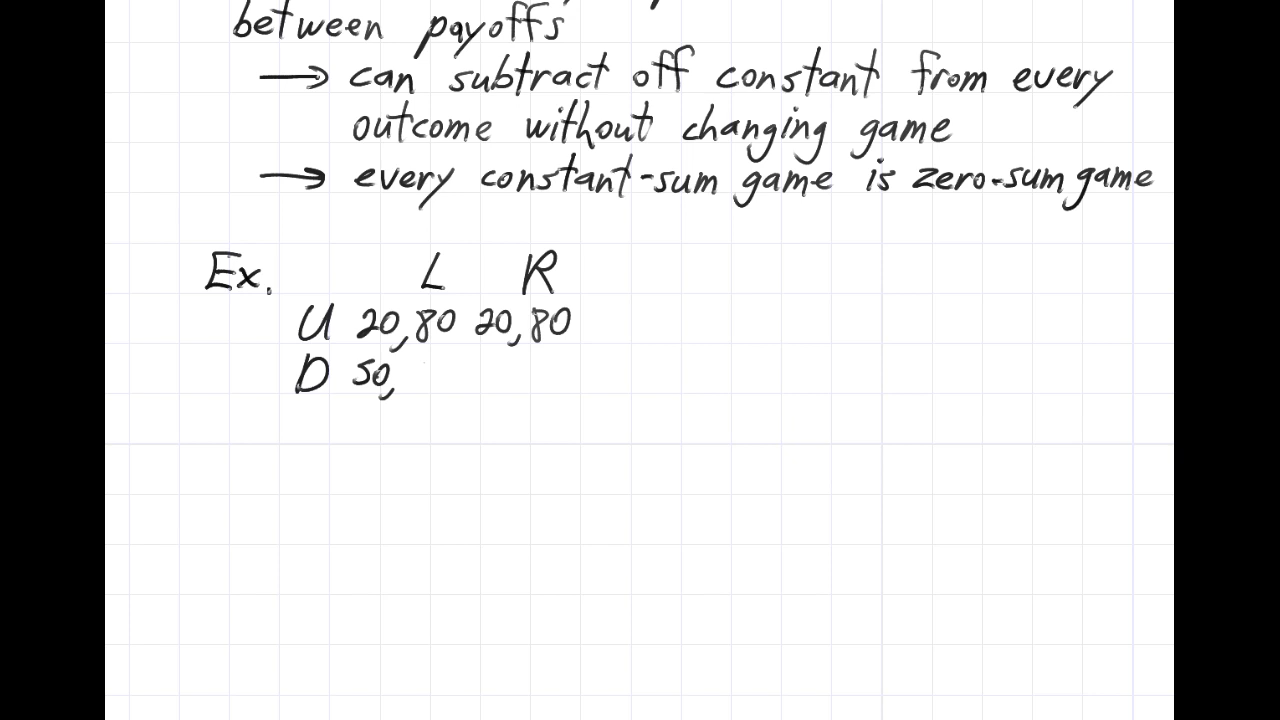 between payoffs
→ can subtract off constant from every
outcome without changing game
→ every constant-sum game is zero-sum game
Ex. L R
U 20,80 20,80
D 50,